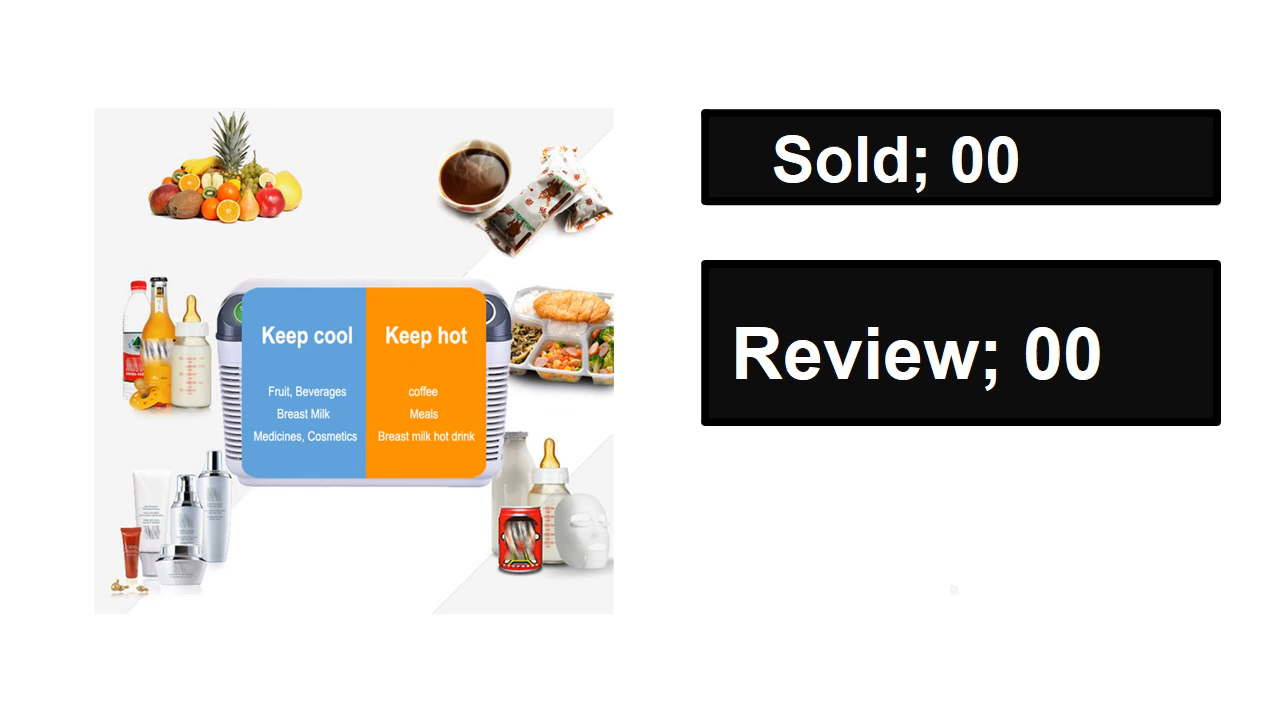 Sold; 00
Review; 00
Keep cool
Fruit, Beverages
Breast Milk
Medicines, Cosmetics
Keep hot
coffee
Meals
Breast milk hot drink